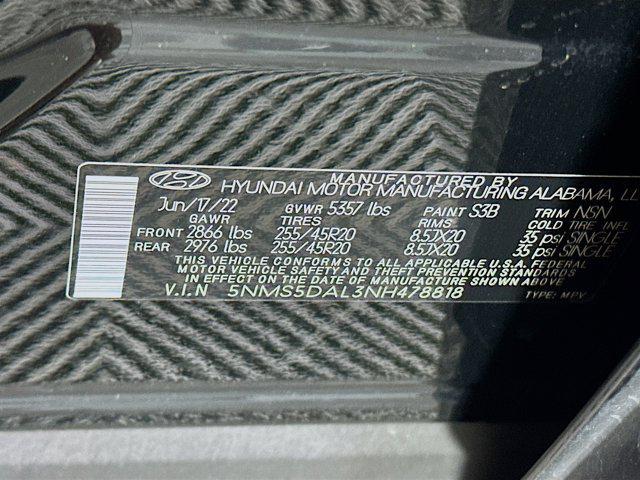 MANUFACTURED BY
HYUNDAI MOTOR MANUFACTURING ALABAMA, LL
Jun/17/22 GVWR 5357 lbs PAINT S3B TRIM NSN
GAWR TIRES RIMS COLD TIRE INFL
FRONT 2866 lbs 255/45R20 8.5JX20 35 psi SINGLE
REAR 2976 lbs 255/45R20 8.5JX20 35 psi SINGLE
THIS VEHICLE CONFORMS TO ALL APPLICABLE U.S.A. FEDERAL
MOTOR VEHICLE SAFETY AND THEFT PREVENTION STANDARDS
IN EFFECT ON THE DATE OF MANUFACTURE SHOWN ABOVE
V.I.N 5NMS5DAL3NH478818 TYPE: MPV